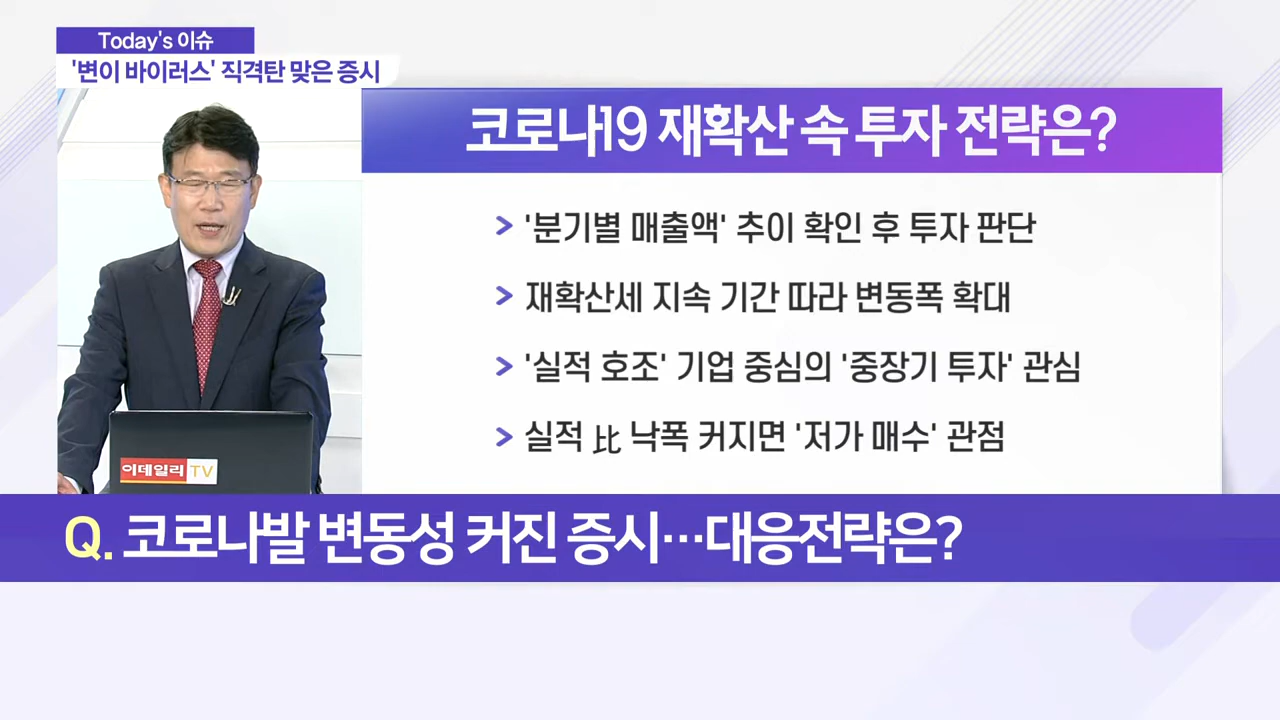 Today's 이슈
'변이 바이러스' 직격탄 맞은 증시
코로나19 재확산 속 투자 전략은?
> '분기별 매출액' 추이 확인 후 투자 판단
> 재확산세 지속 기간 따라 변동폭 확대
> '실적 호조' 기업 중심의 '중장기 투자' 관심
> 실적 比 낙폭 커지면 '저가 매수' 관점
이데일리 TV
Q. 코로나발 변동성 커진 증시…대응전략은?